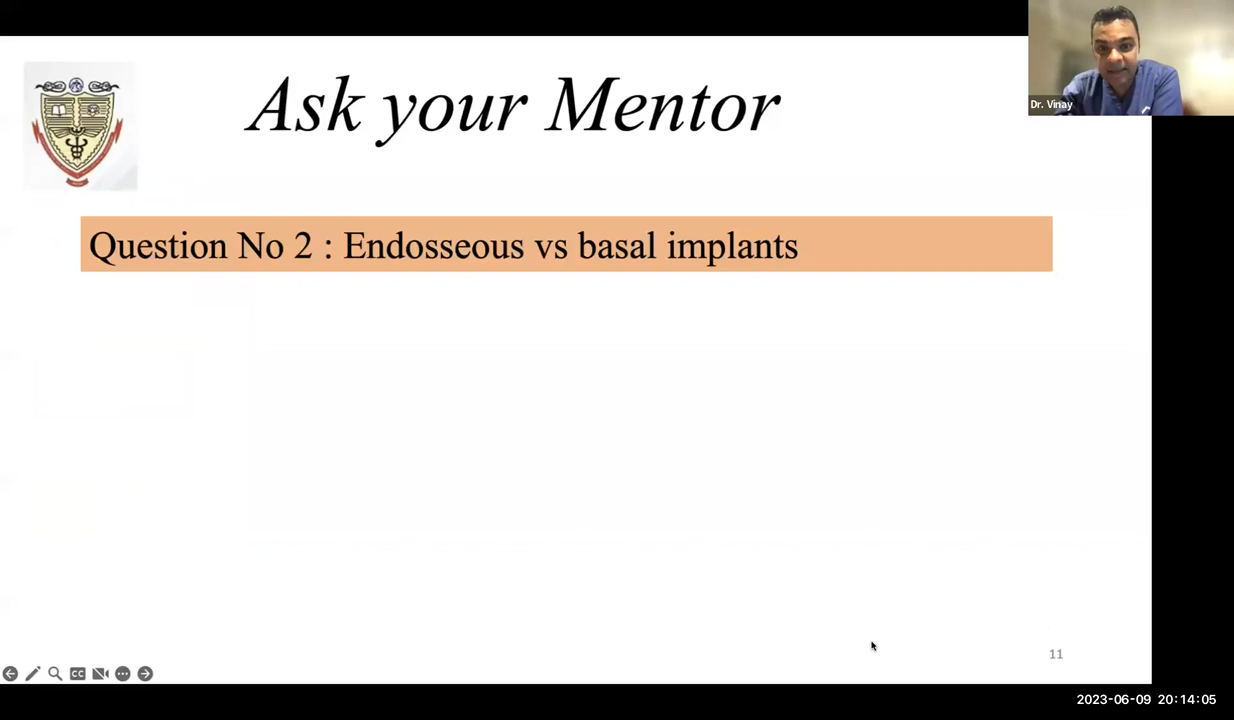 Ask your Mentor
Dr. Vinay
Question No 2 : Endosseous vs basal implants
11
CC
2023-06-09 20:14:05